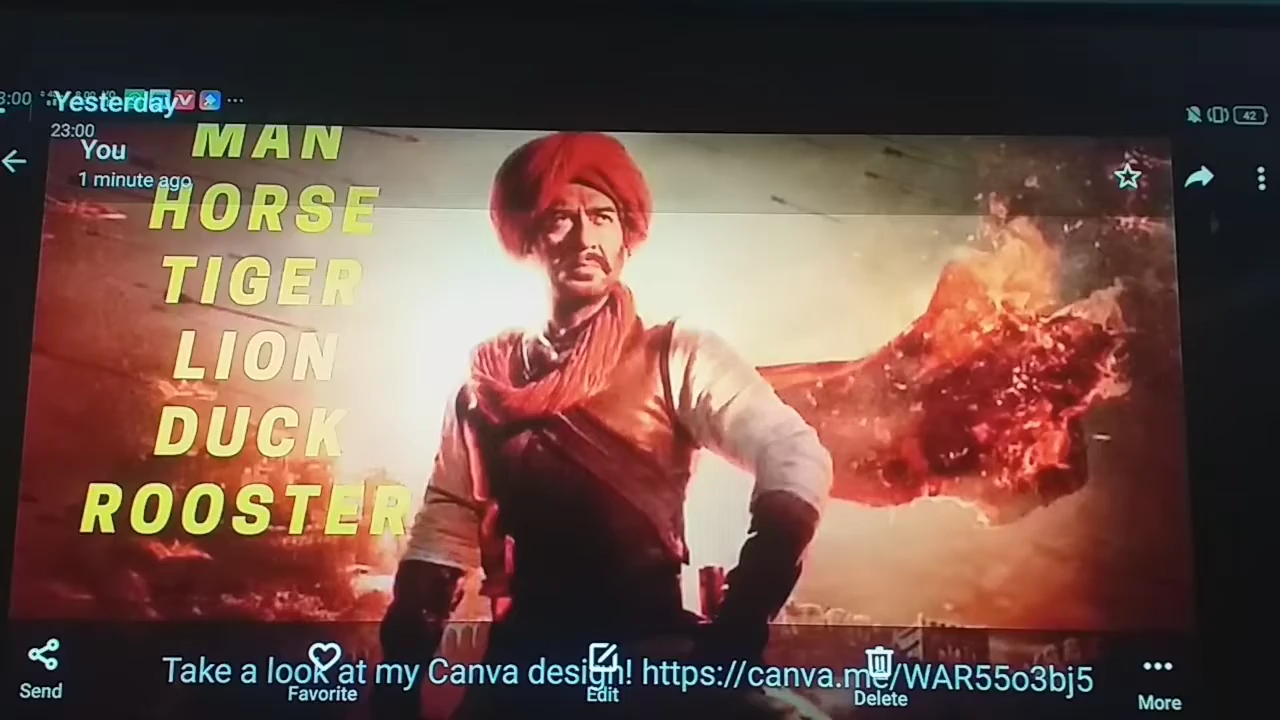 Yesterday
23:00
42
You
1 minute ago
MAN
HORSE
TIGER
LION
DUCK
ROOSTER
Take a look at my Canva design! https://canva.me/WAR55o3bj5
Send
Favorite
Edit
Delete
More